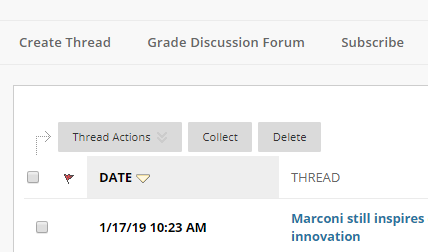 Create Thread Grade Discussion Forum Subscribe
Thread Actions Collect Delete
DATE THREAD
1/17/19 10:23 AM Marconi still inspires
innovation